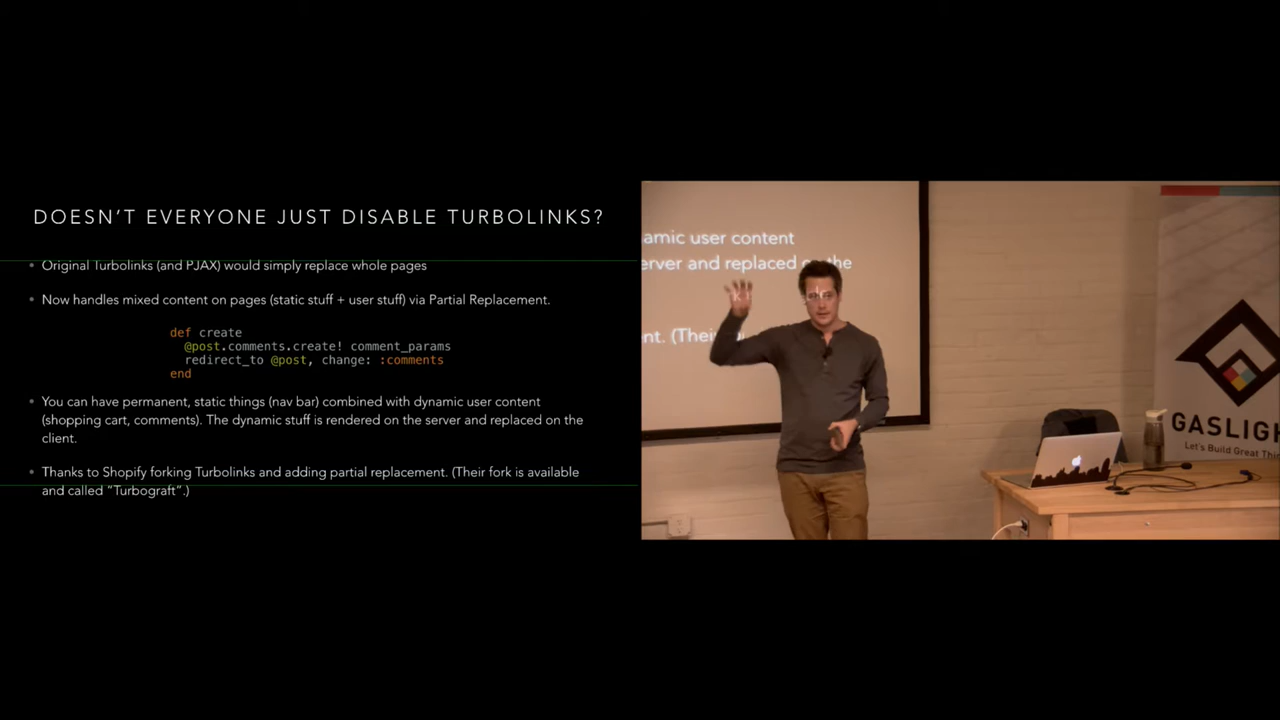 DOESN'T EVERYONE JUST DISABLE TURBOLINKS?
• Original Turbolinks (and PJAX) would simply replace whole pages
• Now handles mixed content on pages (static stuff + user stuff) via Partial Replacement.
def create
@post.comments.create! comment_params
redirect_to @post, change: :comments
end
• You can have permanent, static things (nav bar) combined with dynamic user content
(shopping cart, comments). The dynamic stuff is rendered on the server and replaced on the
client.
• Thanks to Shopify forking Turbolinks and adding partial replacement. (Their fork is available
and called “Turbograft”.)
amic user content
erver and replaced on the
nt. (Thei
GASLIGH
Let's Build Great Thin